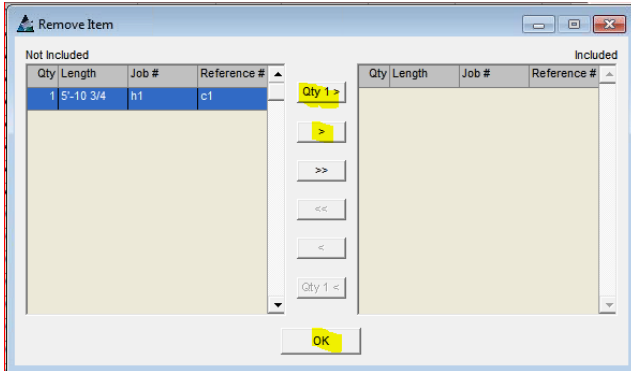 Remove Item
Not Included
Included
Qty Length Job # Reference #
Qty Length Job # Reference #
1 5'-10 3/4 h1 c1
Qty 1 >
>
>>
<<
<
Qty 1 <
OK